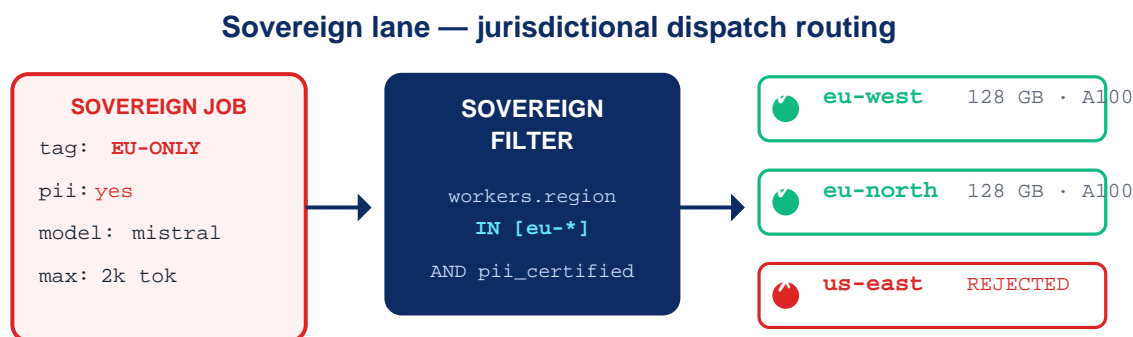 Sovereign lane — jurisdictional dispatch routing
SOVEREIGN JOB
tag: EU-ONLY
pii: yes
model: mistral
max: 2k tok
SOVEREIGN
FILTER
workers.region
IN [eu-*]
AND pii_certified
eu-west 128 GB · A100
eu-north 128 GB · A100
us-east REJECTED